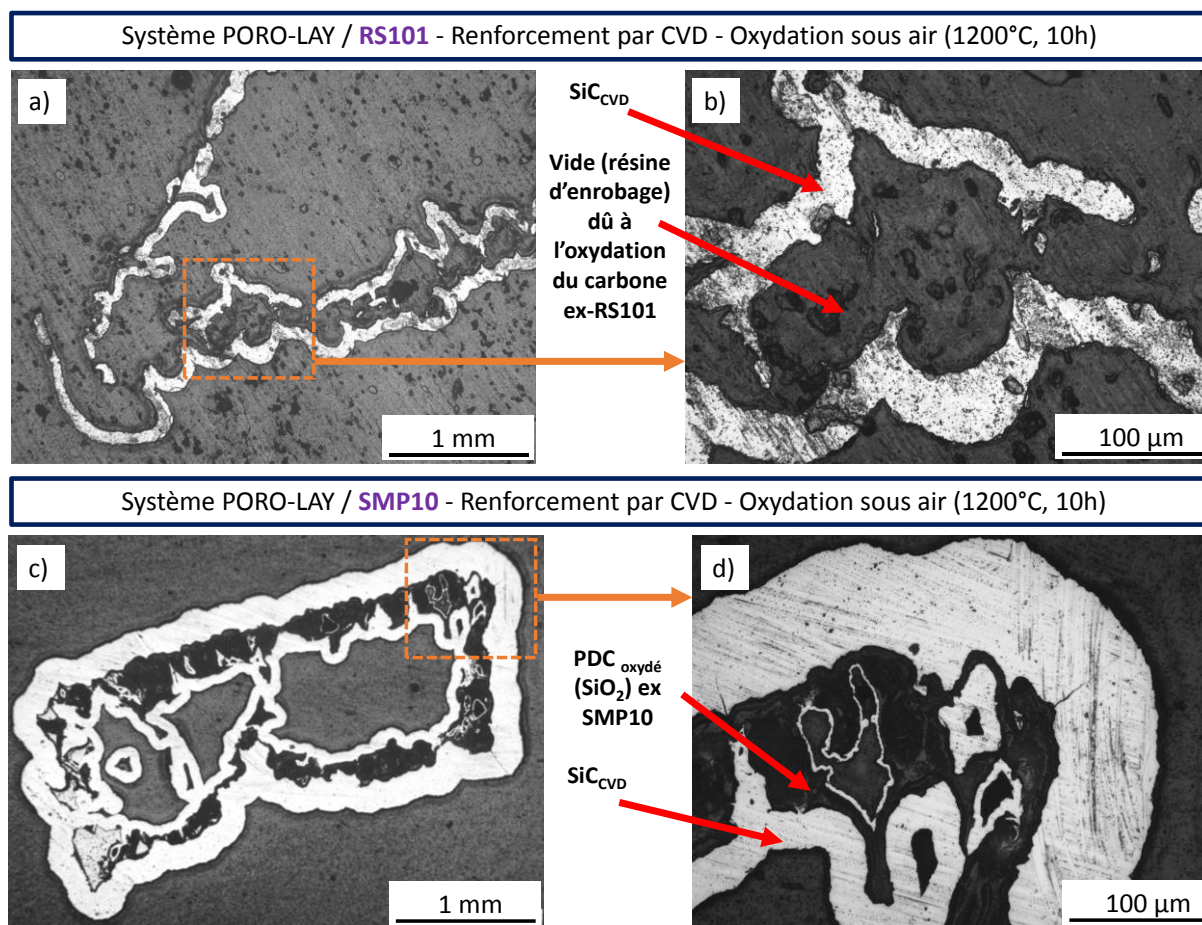 Système PORO-LAY / RS101 - Renforcement par CVD - Oxydation sous air (1200°C, 10h)
a)
SiCCVD
b)
Vide (résine
d'enrobage)
dû à
l'oxydation
du carbone
ex-RS101
1 mm
100 µm
Système PORO-LAY / SMP10 - Renforcement par CVD - Oxydation sous air (1200°C, 10h)
c)
d)
PDC oxydé
(SiO2) ex
SMP10
SiCCVD
1 mm
100 µm